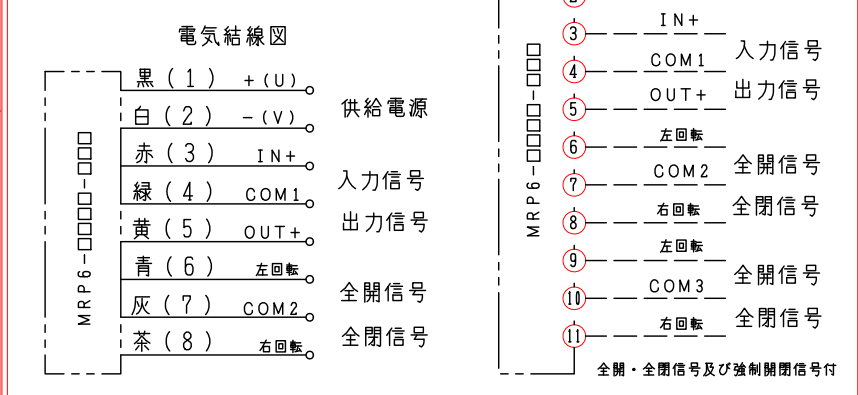 電気結線図
黒(1) +(U)
白(2) -(V)
供給電源
赤(3) IN+
緑(4) COM1
入力信号
黄(5) OUT+
出力信号
青(6) 左回転
灰(7) COM2
全開信号
茶(8) 右回転
全閉信号
MRP6-□□□□-□□□
③ IN+
④ COM1
入力信号
⑤ OUT+
出力信号
⑥ 左回転
⑦ COM2
全開信号
⑧ 右回転
全閉信号
⑨ 左回転
⑩ COM3
全開信号
⑪ 右回転
全閉信号
MRP6-□□□□-□□□
全開・全閉信号及び強制開閉信号付